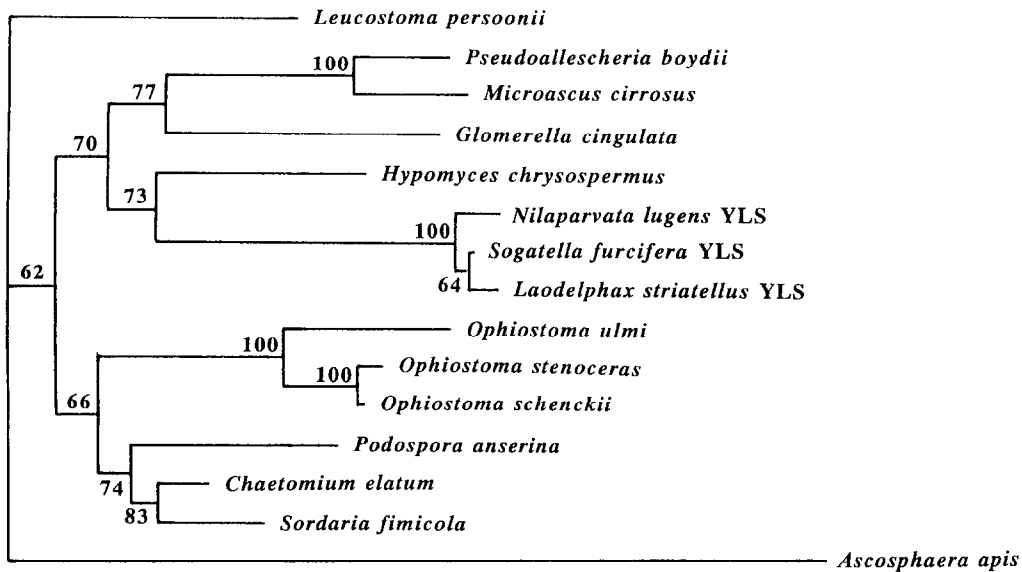 Leucostoma persoonii
100 Pseudoallescheria boydii
77 Microascus cirrosus
Glomerella cingulata
70
Hypomyces chrysospermus
73
Nilaparvata lugens YLS
100
Sogatella furcifera YLS
62
64 Laodelphax striatellus YLS
Ophiostoma ulmi
100
Ophiostoma stenoceras
100
Ophiostoma schenckii
66
Podospora anserina
74 Chaetomium elatum
83
Sordaria fimicola
Ascosphaera apis